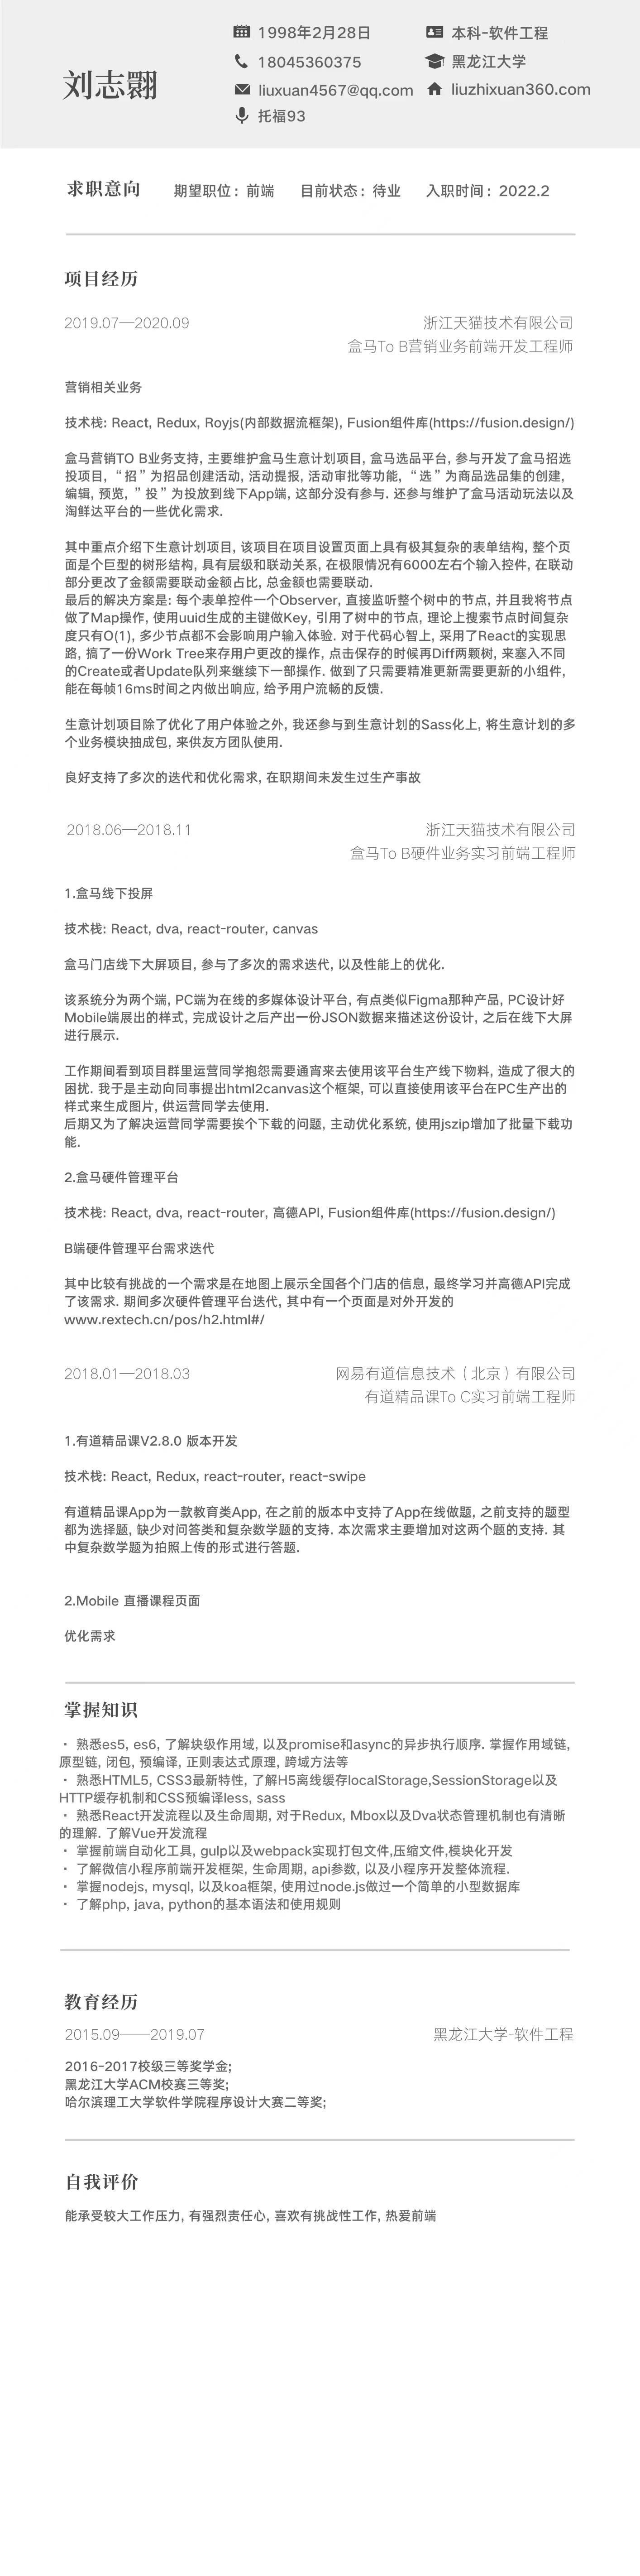 刘志翾
1998年2月28日
本科-软件工程
18045360375
黑龙江大学
liuxuan4567@qq.com
liuzhixuan360.com
托福93
求职意向
期望职位：前端 目前状态：待业 入职时间：2022.2
项目经历
2019.07—2020.09
浙江天猫技术有限公司
盒马To B营销业务前端开发工程师
营销相关业务
技术栈: React, Redux, Royjs(内部数据流框架), Fusion组件库(https://fusion.design/)
盒马营销TO B业务支持, 主要维护盒马生意计划项目, 盒马选品平台, 参与开发了盒马招选
投项目, “招”为招品创建活动, 活动提报, 活动审批等功能, “选”为商品选品集的创建,
编辑, 预览, ”投”为投放到线下App端, 这部分没有参与. 还参与维护了盒马活动玩法以及
淘鲜达平台的一些优化需求.
其中重点介绍下生意计划项目, 该项目在项目设置页面上具有极其复杂的表单结构, 整个页
面是个巨型的树形结构, 具有层级和联动关系, 在极限情况有6000左右个输入控件, 在联动
部分更改了金额需要联动金额占比, 总金额也需要联动.
最后的解决方案是: 每个表单控件一个Observer, 直接监听整个树中的节点, 并且我将节点
做了Map操作, 使用uuid生成的主键做Key, 引用了树中的节点, 理论上搜索节点时间复杂
度只有O(1), 多少节点都不会影响用户输入体验. 对于代码心智上, 采用了React的实现思
路, 搞了一份Work Tree来存用户更改的操作, 点击保存的时候再Diff两颗树, 来塞入不同
的Create或者Update队列来继续下一部操作. 做到了只需要精准更新需要更新的小组件,
能在每帧16ms时间之内做出响应, 给予用户流畅的反馈.
生意计划项目除了优化了用户体验之外, 我还参与到生意计划的Sass化上, 将生意计划的多
个业务模块抽成包, 来供友方团队使用.
良好支持了多次的迭代和优化需求, 在职期间未发生过生产事故
2018.06—2018.11
浙江天猫技术有限公司
盒马To B硬件业务实习前端工程师
1.盒马线下投屏
技术栈: React, dva, react-router, canvas
盒马门店线下大屏项目, 参与了多次的需求迭代, 以及性能上的优化.
该系统分为两个端, PC端为在线的多媒体设计平台, 有点类似Figma那种产品, PC设计好
Mobile端展出的样式, 完成设计之后产出一份JSON数据来描述这份设计, 之后在线下大屏
进行展示.
工作期间看到项目群里运营同学抱怨需要通宵来去使用该平台生产线下物料, 造成了很大的
困扰. 我于是主动向同事提出html2canvas这个框架, 可以直接使用该平台在PC生产出的
样式来生成图片, 供运营同学去使用.
后期又为了解决运营同学需要挨个下载的问题, 主动优化系统, 使用jszip增加了批量下载功
能.
2.盒马硬件管理平台
技术栈: React, dva, react-router, 高德API, Fusion组件库(https://fusion.design/)
B端硬件管理平台需求迭代
其中比较有挑战的一个需求是在地图上展示全国各个门店的信息, 最终学习并高德API完成
了该需求. 期间多次硬件管理平台迭代, 其中有一个页面是对外开发的
www.rextech.cn/pos/h2.html#/
2018.01—2018.03
网易有道信息技术（北京）有限公司
有道精品课To C实习前端工程师
1.有道精品课V2.8.0 版本开发
技术栈: React, Redux, react-router, react-swipe
有道精品课App为一款教育类App, 在之前的版本中支持了App在线做题, 之前支持的题型
都为选择题, 缺少对问答类和复杂数学题的支持. 本次需求主要增加对这两个题的支持. 其
中复杂数学题为拍照上传的形式进行答题.
2.Mobile 直播课程页面
优化需求
掌握知识
· 熟悉es5, es6, 了解块级作用域, 以及promise和async的异步执行顺序. 掌握作用域链,
原型链, 闭包, 预编译, 正则表达式原理, 跨域方法等
· 熟悉HTML5, CSS3最新特性, 了解H5离线缓存localStorage,SessionStorage以及
HTTP缓存机制和CSS预编译less, sass
· 熟悉React开发流程以及生命周期, 对于Redux, Mbox以及Dva状态管理机制也有清晰
的理解. 了解Vue开发流程
· 掌握前端自动化工具, gulp以及webpack实现打包文件,压缩文件,模块化开发
· 了解微信小程序前端开发框架, 生命周期, api参数, 以及小程序开发整体流程.
· 掌握nodejs, mysql, 以及koa框架, 使用过node.js做过一个简单的小型数据库
· 了解php, java, python的基本语法和使用规则
教育经历
2015.09——2019.07
黑龙江大学-软件工程
2016-2017校级三等奖学金;
黑龙江大学ACM校赛三等奖;
哈尔滨理工大学软件学院程序设计大赛二等奖;
自我评价
能承受较大工作压力, 有强烈责任心, 喜欢有挑战性工作, 热爱前端